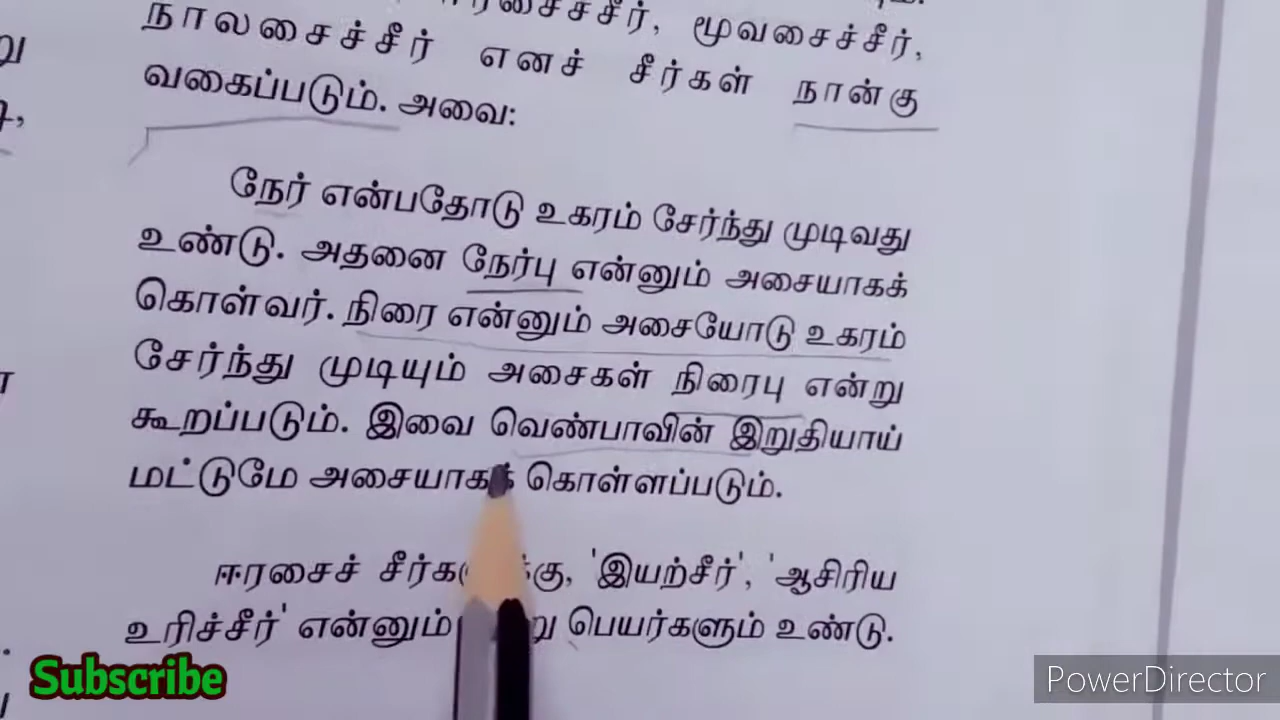 மூவசைச்சீர்,
நாலசைச்சீர் எனச் சீர்கள் நான்கு
வகைப்படும். அவை:
நேர் என்பதோடு உகரம் சேர்ந்து முடிவது
உண்டு. அதனை நேர்பு என்னும் அசையாகக்
கொள்வர். நிரை என்னும் அசையோடு உகரம்
சேர்ந்து முடியும் அசைகள் நிரைபு என்று
கூறப்படும். இவை வெண்பாவின் இறுதியாய்
மட்டுமே அசையாகக் கொள்ளப்படும்.
ஈரசைச் 'இயற்சீர்', 'ஆசிரிய
உரிச்சீர்' என்னும் பெயர்களும் உண்டு.
Subscribe
PowerDirector